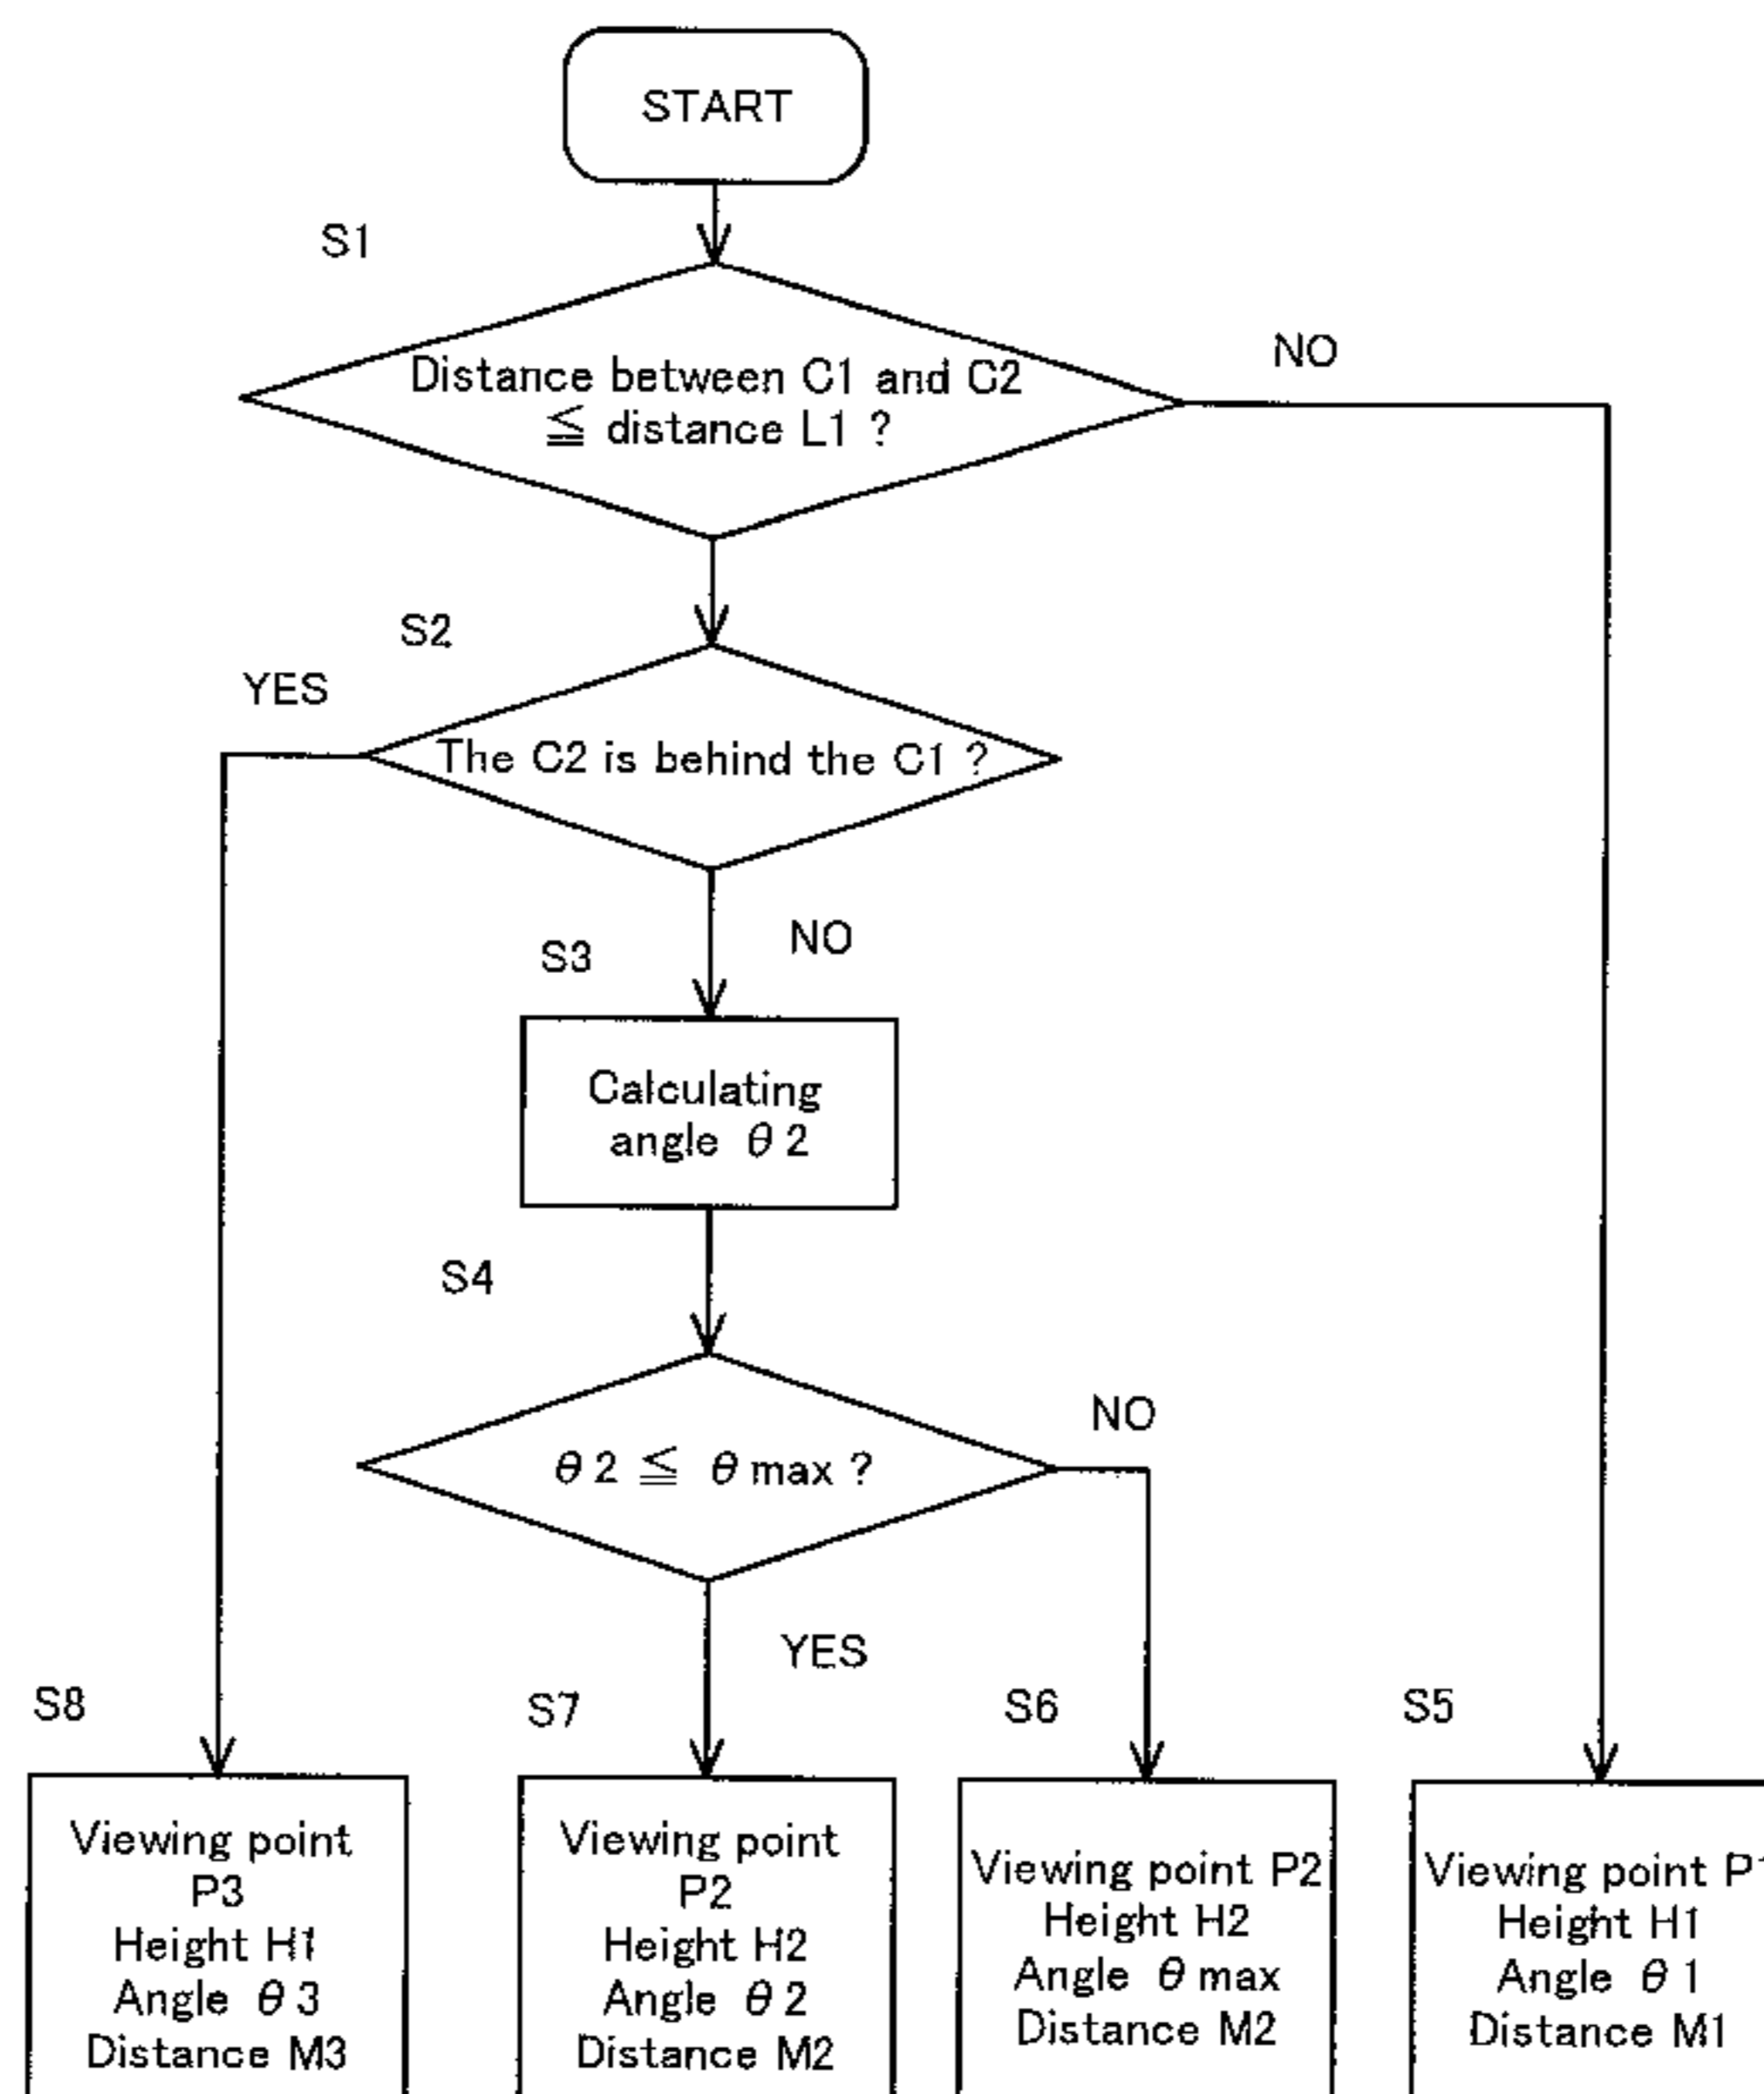 START
S1
Distance between C1 and C2
≦ distance L1 ?
NO
S2
YES
The C2 is behind the C1 ?
NO
S3
Calculating
angle θ2
S4
θ2 ≦ θmax ?
NO
YES
S8
S7
S6
S5
Viewing point
P3
Height H1
Angle θ3
Distance M3
Viewing point
P2
Height H2
Angle θ2
Distance M2
Viewing point P2
Height H2
Angle θmax
Distance M2
Viewing point P1
Height H1
Angle θ1
Distance M1